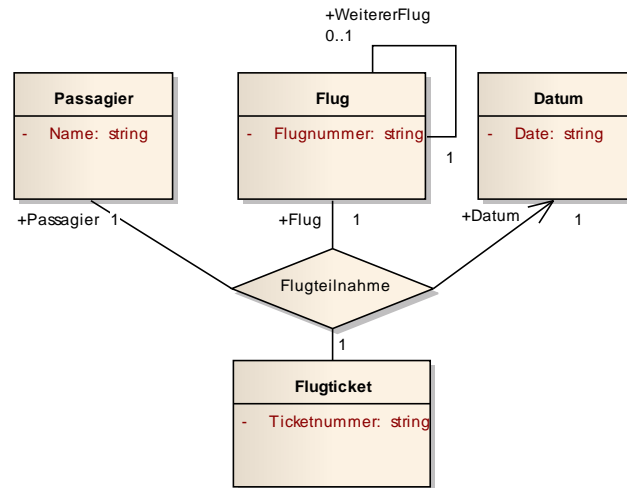 +WeitererFlug
0..1
Passagier
- Name: string
Flug
- Flugnummer: string
Datum
- Date: string
1
+Passagier 1
+Flug 1
+Datum 1
Flugteilnahme
1
Flugticket
- Ticketnummer: string